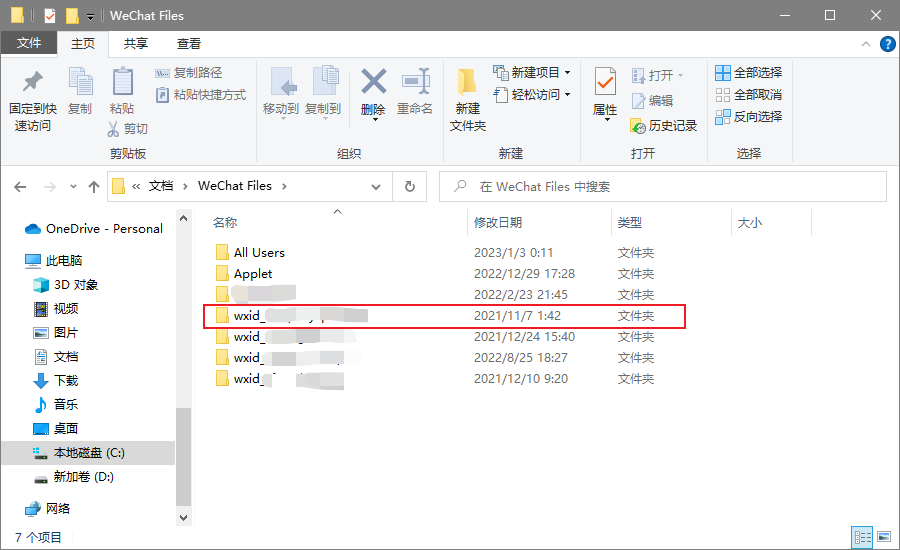 WeChat Files
文件 主页 共享 查看
固定到快速访问
复制
粘贴
复制路径
粘贴快捷方式
剪切
剪贴板
移动到
复制到
删除
重命名
组织
新建文件夹
新建项目
轻松访问
新建
属性
打开
编辑
历史记录
打开
全部选择
全部取消
反向选择
选择
« 文档 › WeChat Files ›
在 WeChat Files 中搜索
OneDrive - Personal
此电脑
3D 对象
视频
图片
文档
下载
音乐
桌面
本地磁盘 (C:)
新加卷 (D:)
网络
名称 修改日期 类型 大小
All Users 2023/1/3 0:11 文件夹
Applet 2022/12/29 17:28 文件夹
2022/2/23 21:45 文件夹
wxid_ 2021/11/7 1:42 文件夹
wxid_ 2021/12/24 15:40 文件夹
wxid_ 2022/8/25 18:27 文件夹
wxid_ 2021/12/10 9:20 文件夹
7 个项目